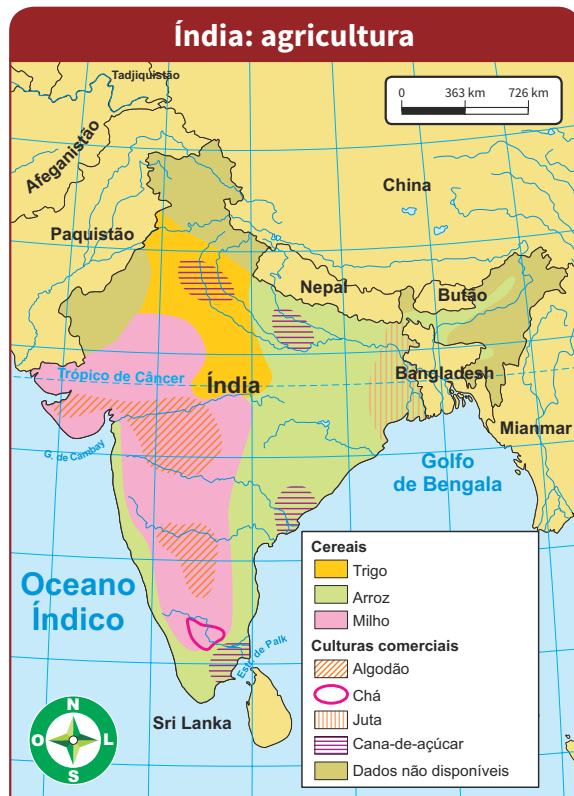 Índia: agricultura
Tadjiquistão
0 363 km 726 km
Afeganistão
China
Paquistão
Nepal
Butão
Trópico de Câncer
Índia
Bangladesh
Mianmar
G. de Cambay
Golfo
de Bengala
Oceano
Índico
Estr. de Palk
Sri Lanka
N
O L
S
Cereais
Trigo
Arroz
Milho
Culturas comerciais
Algodão
Chá
Juta
Cana-de-açúcar
Dados não disponíveis